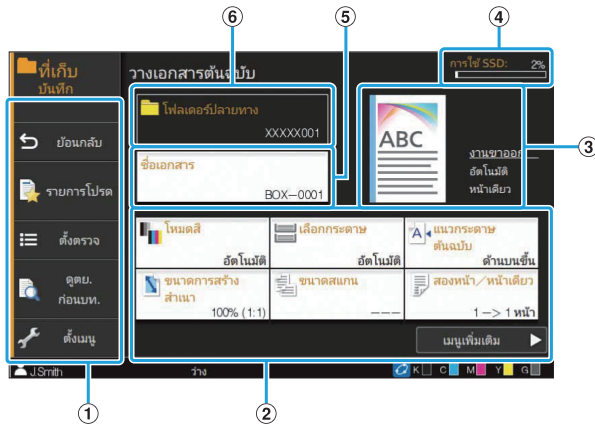 ⑥
⑤
④
ที่เก็บ
บันทึก
วางเอกสารต้นฉบับ
การใช้ SSD: 2%
โฟลเดอร์ปลายทาง
XXXXX001
ชื่อเอกสาร
BOX–0001
ABC
③
งานขาออก
อัตโนมัติ
หน้าเดียว
ย้อนกลับ
รายการโปรด
ตั้งตรวจ
ดูตย.
ก่อนบท.
ตั้งเมนู
โหมดสี
อัตโนมัติ
เลือกกระดาษ
อัตโนมัติ
แนวกระดาษ
ต้นฉบับ
ด้านบนขึ้น
ขนาดการสร้าง
สำเนา
100% (1:1)
ขนาดสแกน
–––
สองหน้า/หน้าเดียว
1 –> 1 หน้า
เมนูเพิ่มเติม
J.Smith
ว่าง
K C M Y G
①
②